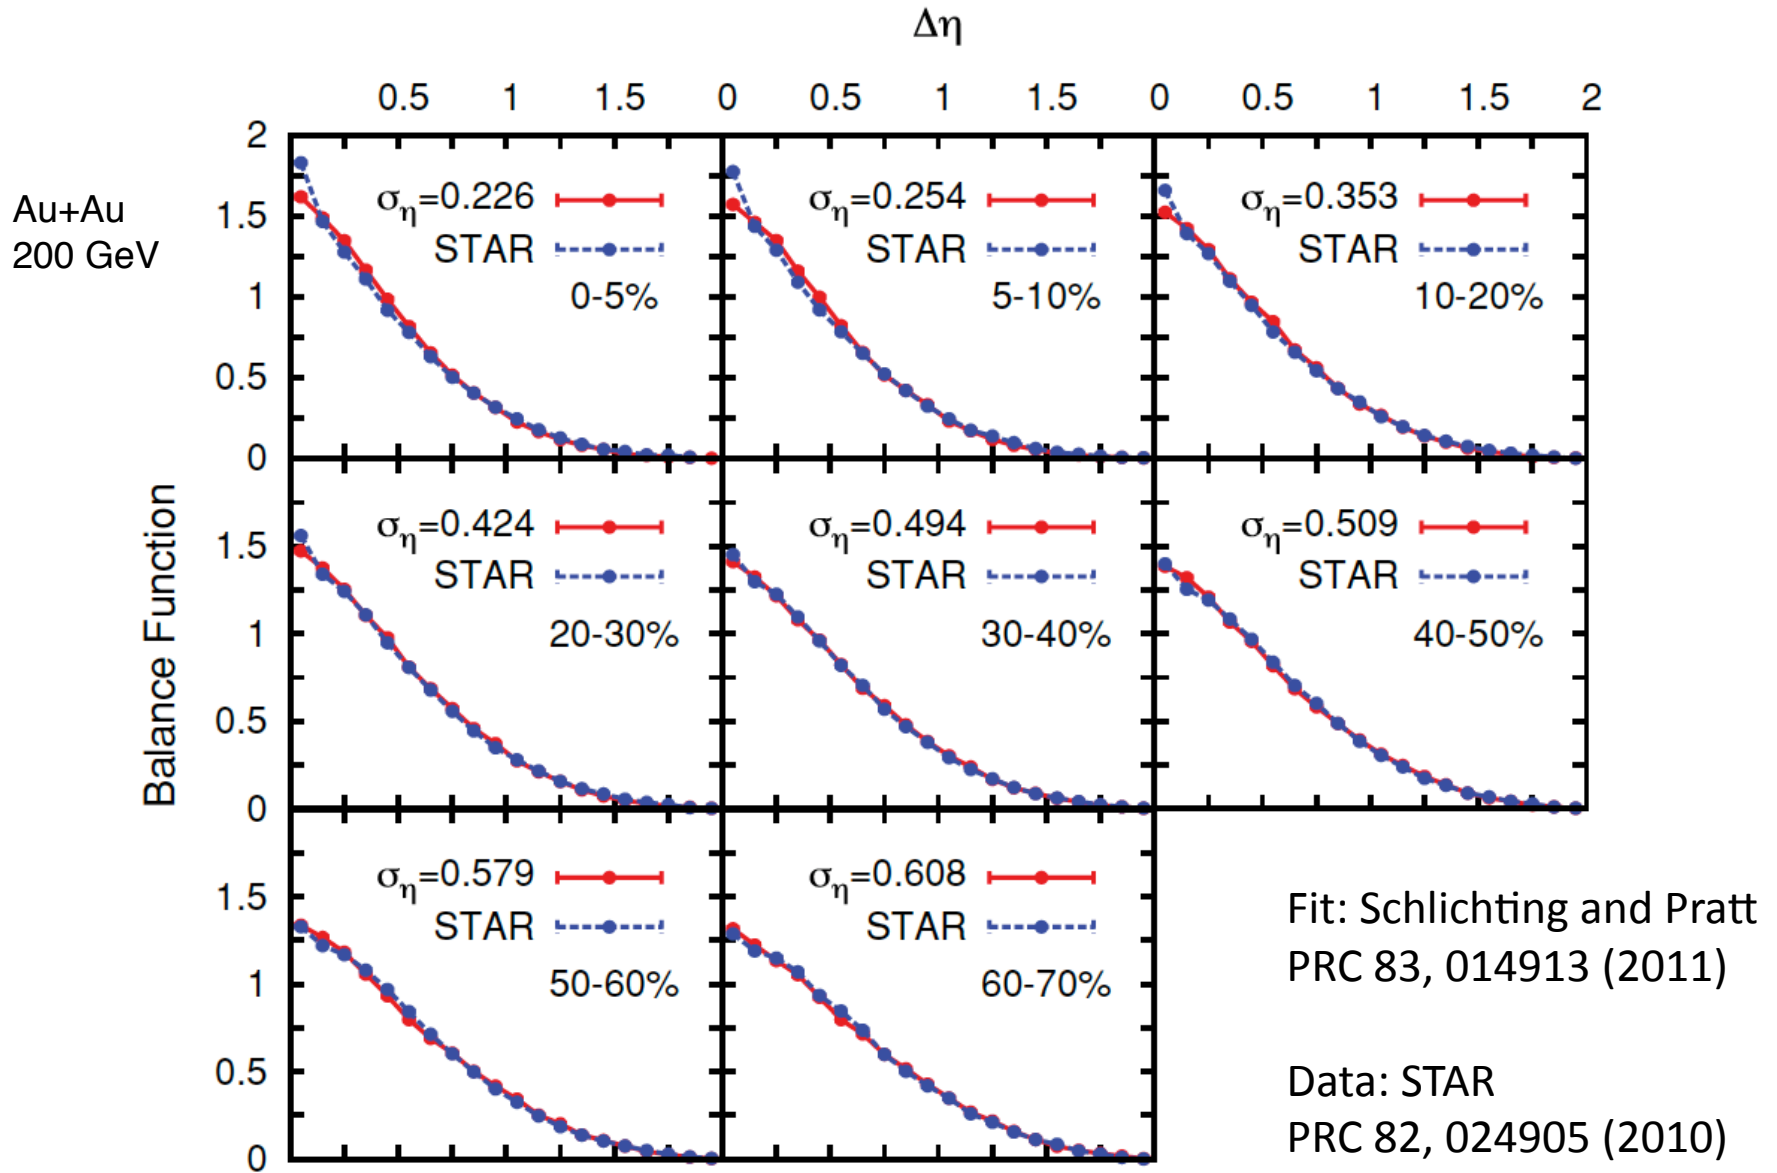 Δη
0.5 1 1.5 0 0.5 1 1.5 0 0.5 1 1.5 2
Au+Au
200 GeV
Balance Function
2
1.5
1
0.5
0
ση=0.226
STAR
0-5%
ση=0.254
STAR
5-10%
ση=0.353
STAR
10-20%
1.5
1
0.5
0
ση=0.424
STAR
20-30%
ση=0.494
STAR
30-40%
ση=0.509
STAR
40-50%
1.5
1
0.5
0
ση=0.579
STAR
50-60%
ση=0.608
STAR
60-70%
Fit: Schlichting and Pratt
PRC 83, 014913 (2011)
Data: STAR
PRC 82, 024905 (2010)